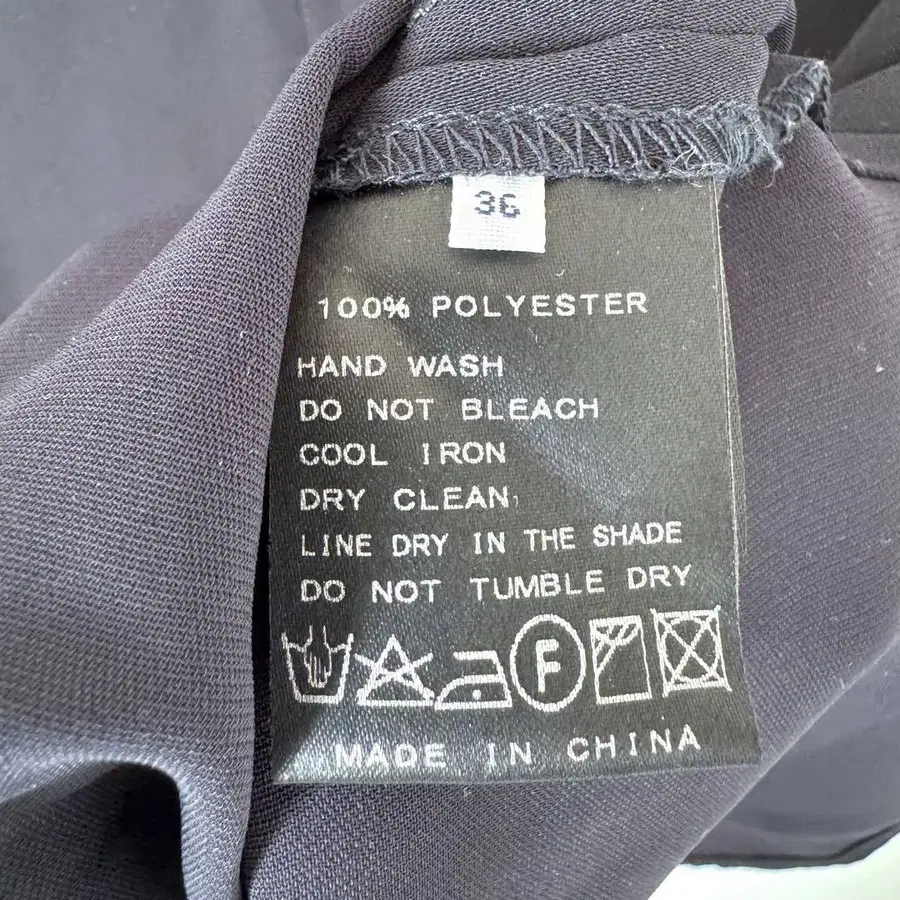 36
100% POLYESTER
HAND WASH
DO NOT BLEACH
COOL IRON
DRY CLEAN
LINE DRY IN THE SHADE
DO NOT TUMBLE DRY
F
MADE IN CHINA